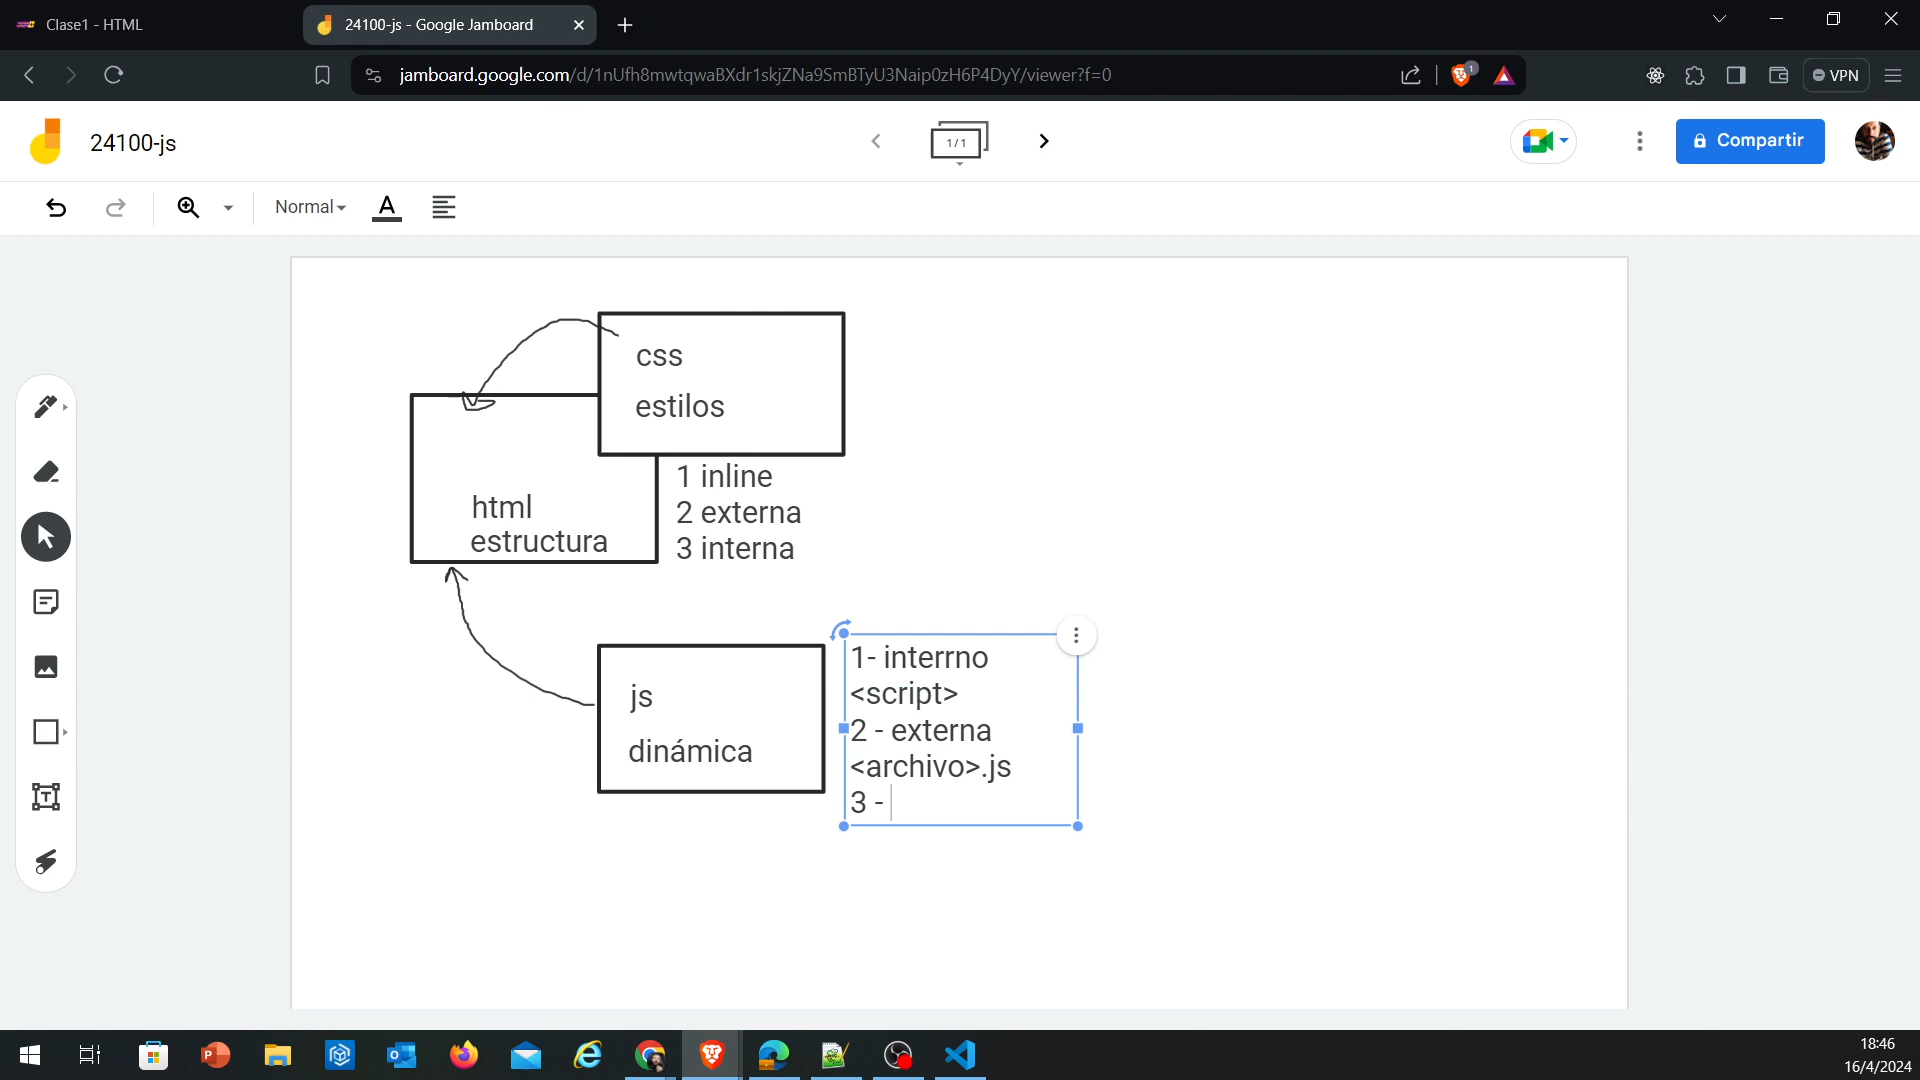 Clase1 - HTML
24100-js - Google Jamboard
jamboard.google.com/d/1nUfh8mwtqwaBXdr1skjZNa9SmBTyU3Naip0zH6P4DyY/viewer?f=0
1
VPN
24100-js
1/1
Compartir
Normal
A
css
estilos
html
estructura
1 inline
2 externa
3 interna
js
dinámica
1- interrno
<script>
2 - externa
<archivo>.js
3 -
18:46
16/4/2024